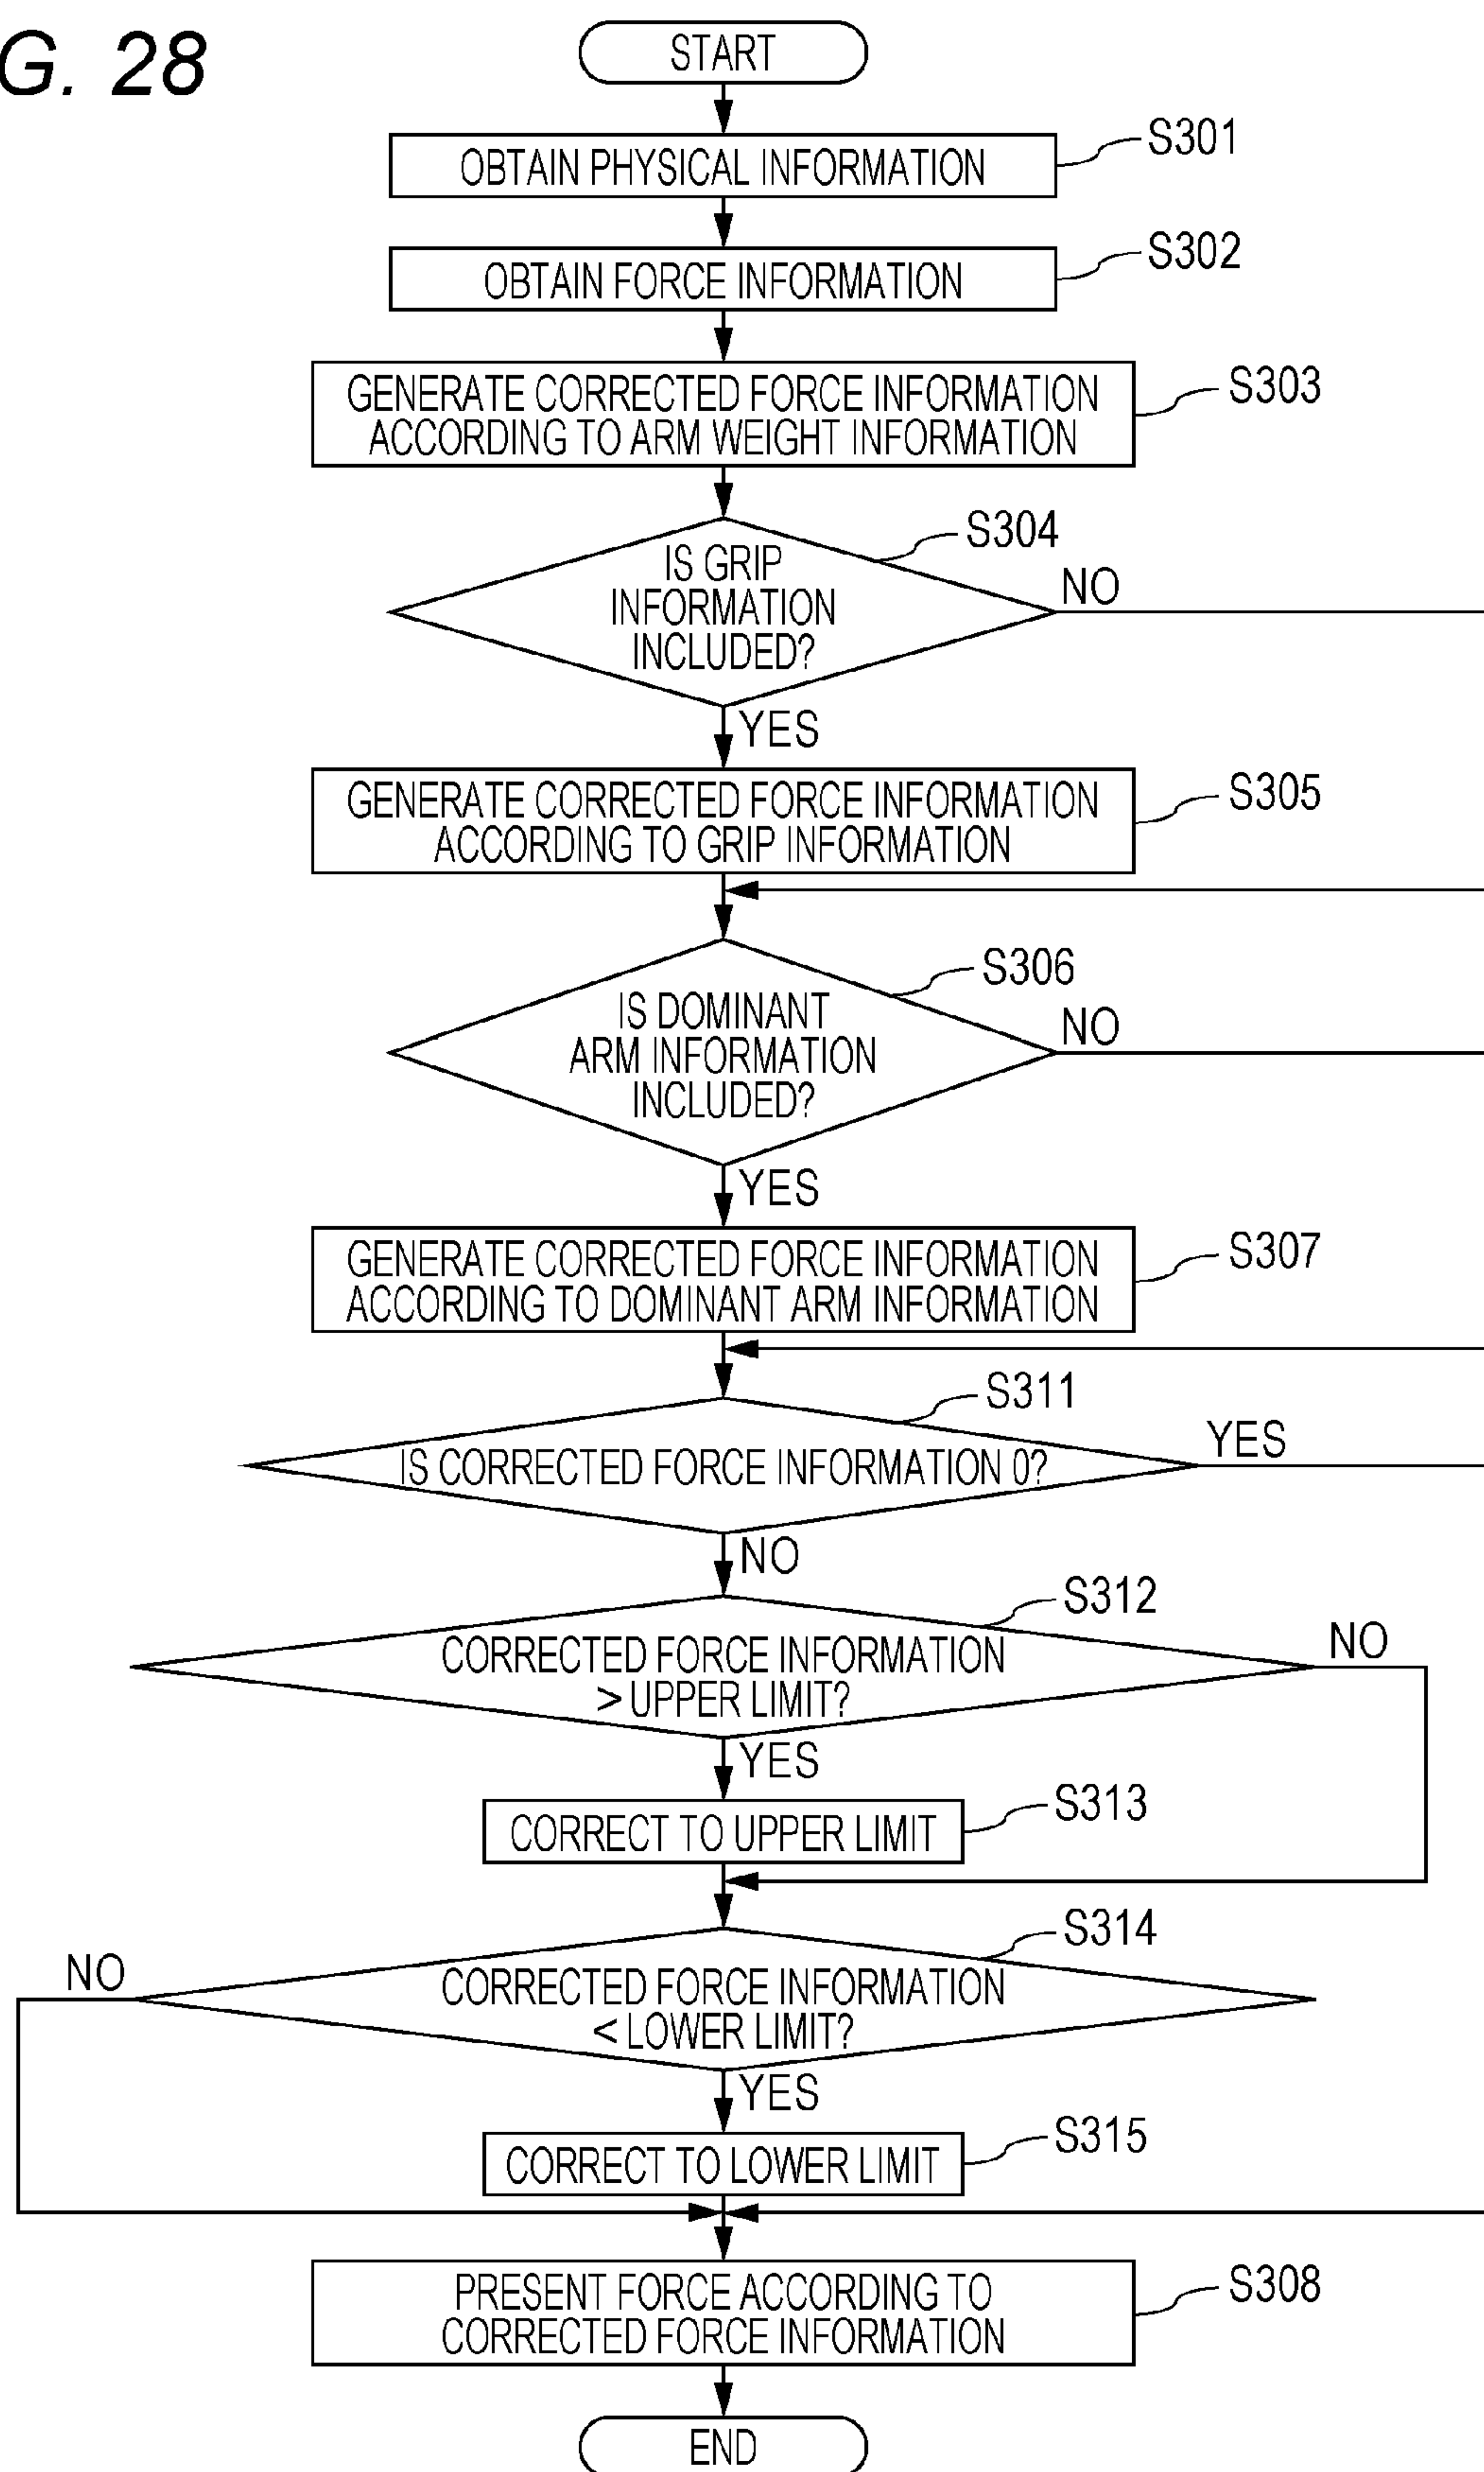 G. 28
START
OBTAIN PHYSICAL INFORMATION
S301
OBTAIN FORCE INFORMATION
S302
GENERATE CORRECTED FORCE INFORMATION
ACCORDING TO ARM WEIGHT INFORMATION
S303
IS GRIP
INFORMATION
INCLUDED?
S304
NO
YES
GENERATE CORRECTED FORCE INFORMATION
ACCORDING TO GRIP INFORMATION
S305
IS DOMINANT
ARM INFORMATION
INCLUDED?
S306
NO
YES
GENERATE CORRECTED FORCE INFORMATION
ACCORDING TO DOMINANT ARM INFORMATION
S307
IS CORRECTED FORCE INFORMATION 0?
S311
YES
NO
CORRECTED FORCE INFORMATION
> UPPER LIMIT?
S312
NO
YES
CORRECT TO UPPER LIMIT
S313
CORRECTED FORCE INFORMATION
< LOWER LIMIT?
S314
NO
YES
CORRECT TO LOWER LIMIT
S315
PRESENT FORCE ACCORDING TO
CORRECTED FORCE INFORMATION
S308
END